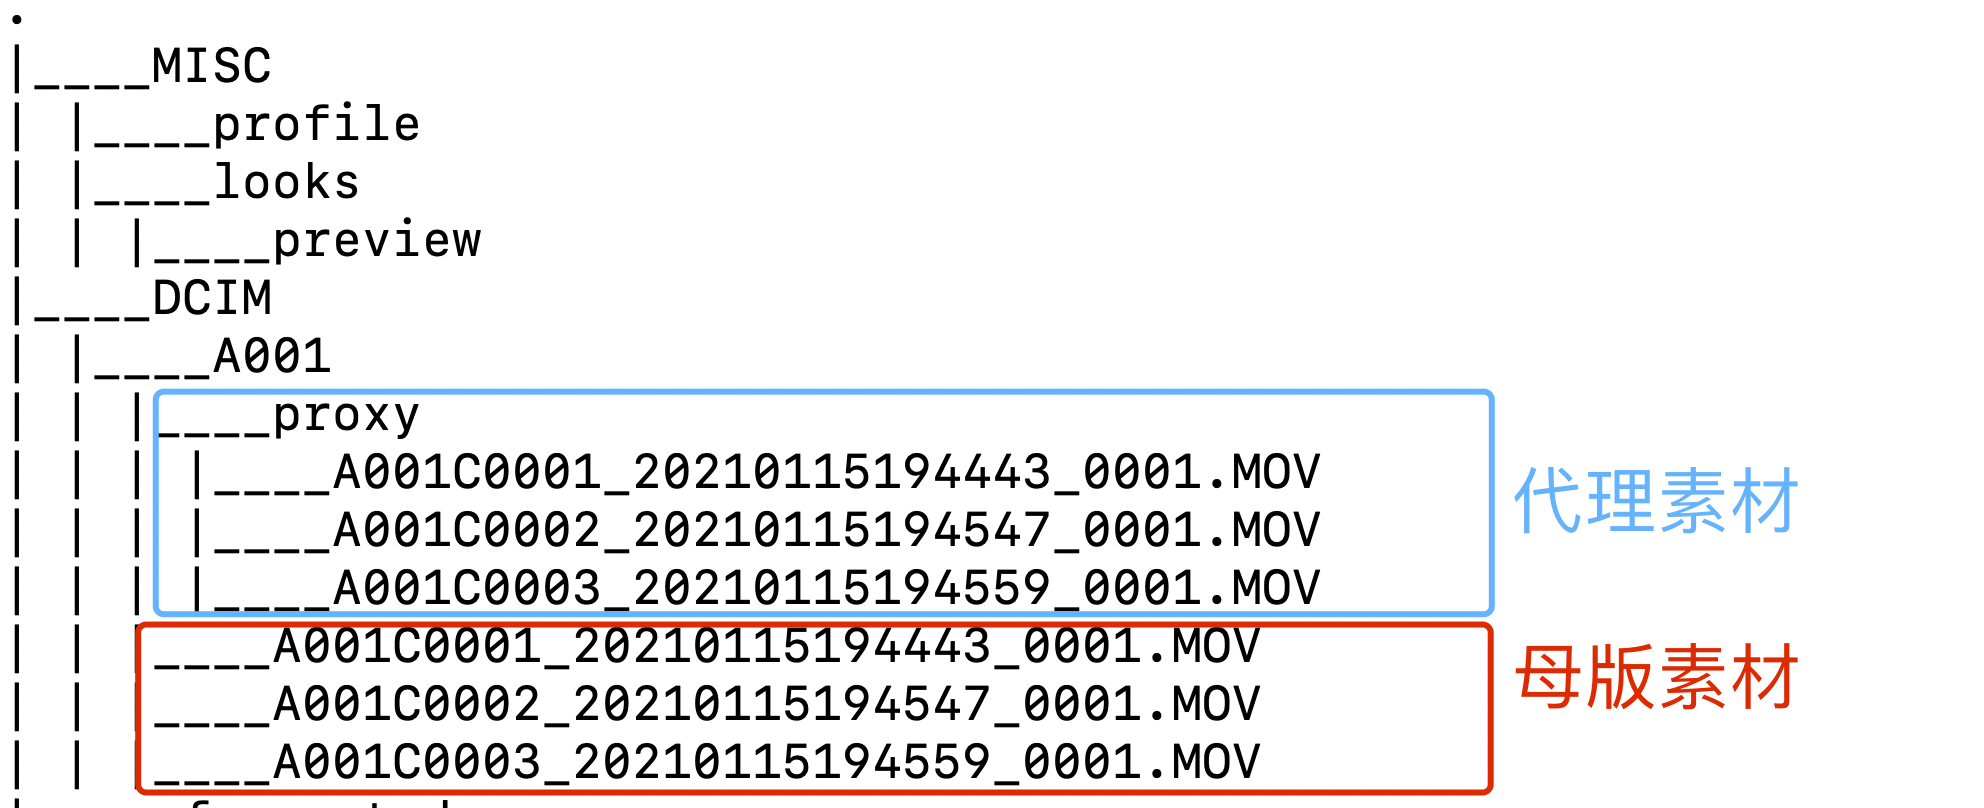 .
|____MISC
| |____profile
| |____looks
| | |____preview
|____DCIM
| |____A001
| | |____proxy
| | | |____A001C0001_20210115194443_0001.MOV
| | | |____A001C0002_20210115194547_0001.MOV
| | | |____A001C0003_20210115194559_0001.MOV
代理素材
| | |____A001C0001_20210115194443_0001.MOV
| | |____A001C0002_20210115194547_0001.MOV
| | |____A001C0003_20210115194559_0001.MOV
母版素材